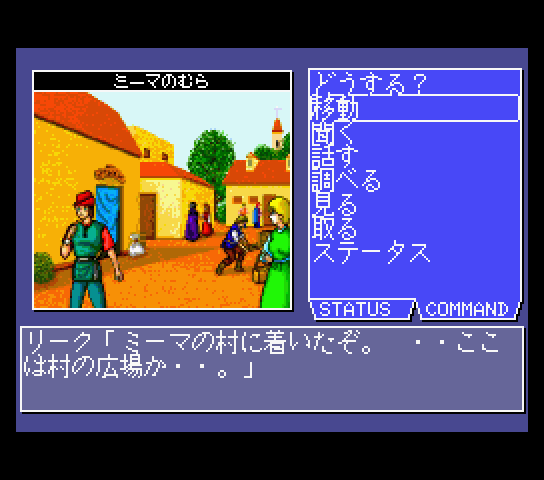 ミーマのむら
どうする？
移動
聞く
話す
調べる
見る
取る
ステータス
STATUS
COMMAND
リーク「ミーマの村に着いたぞ。　・・ここ
は村の広場か・・。」